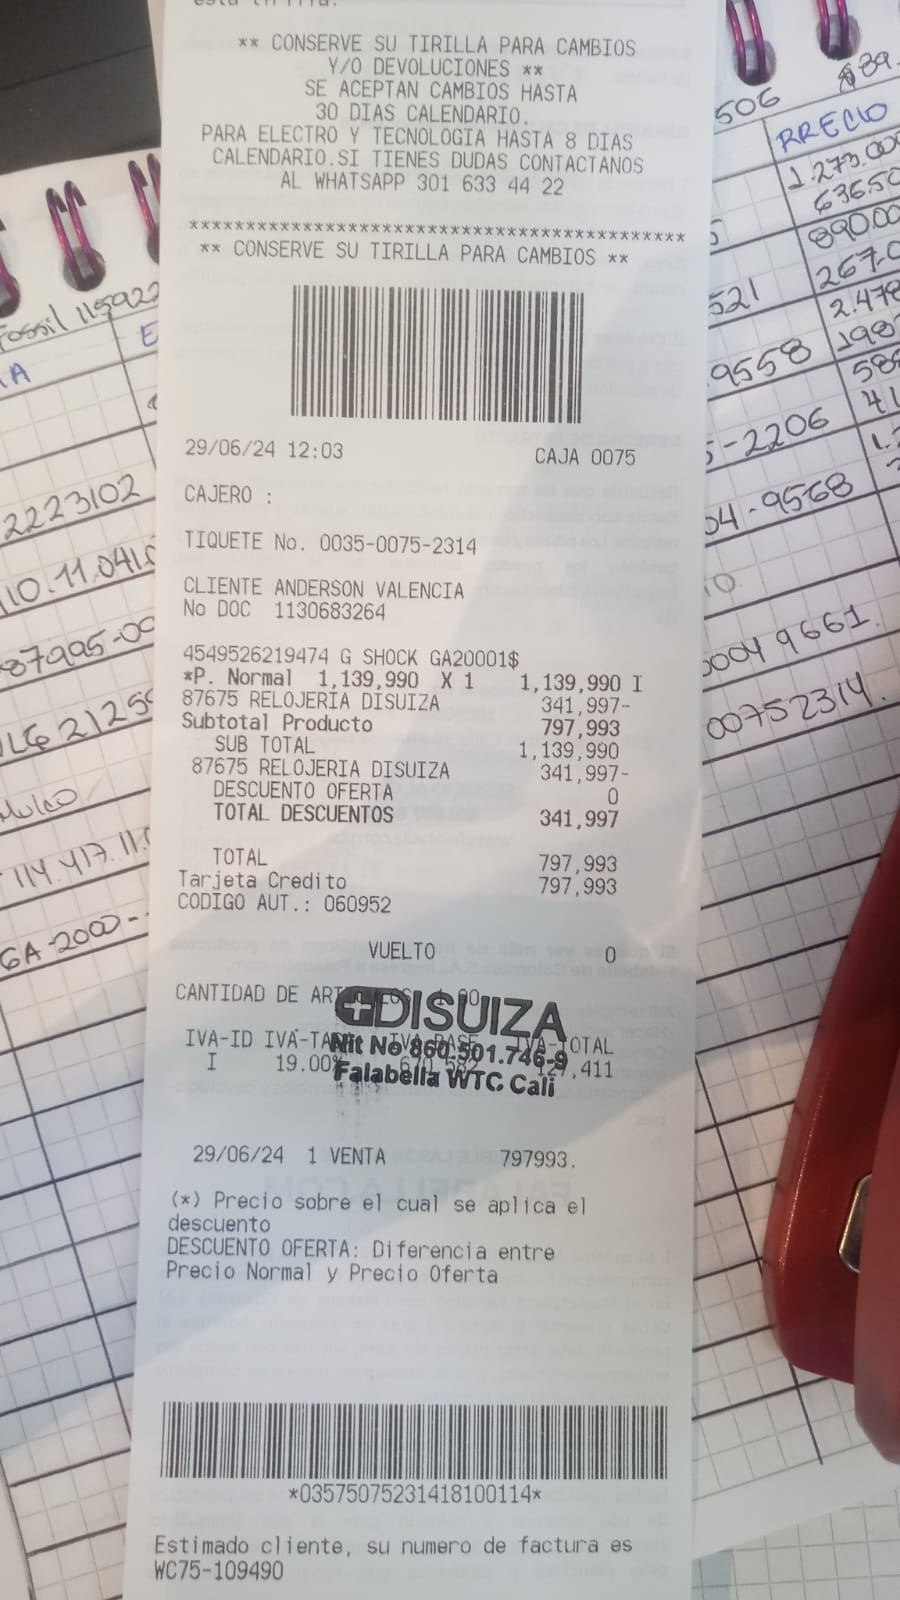 ** CONSERVE SU TIRILLA PARA CAMBIOS
Y/O DEVOLUCIONES **
SE ACEPTAN CAMBIOS HASTA
30 DIAS CALENDARIO.
PARA ELECTRO Y TECNOLOGIA HASTA 8 DIAS
CALENDARIO.SI TIENES DUDAS CONTACTANOS
AL WHATSAPP 301 633 44 22
********************************************
** CONSERVE SU TIRILLA PARA CAMBIOS **
29/06/24 12:03 CAJA 0075
CAJERO :
TIQUETE No. 0035-0075-2314
CLIENTE ANDERSON VALENCIA
No DOC 1130683264
4549526219474 G SHOCK GA20001$
*P. Normal 1,139,990 X 1 1,139,990 I
87675 RELOJERIA DISUIZA 341,997-
Subtotal Producto 797,993
SUB TOTAL 1,139,990
87675 RELOJERIA DISUIZA 341,997-
DESCUENTO OFERTA 0
TOTAL DESCUENTOS 341,997
TOTAL 797,993
Tarjeta Credito 797,993
CODIGO AUT.: 060952
VUELTO 0
CANTIDAD DE
DISUIZA
IVA-ID
Nit No 860-501.746-9
I 19.00%
Falabella WTC Cali
29/06/24 1 VENTA 797993.
(*) Precio sobre el cual se aplica el
descuento
DESCUENTO OFERTA: Diferencia entre
Precio Normal y Precio Oferta
*03575075231418100114*
Estimado cliente, su numero de factura es
WC75-109490
Fossil
2223102
GA-2000-
506
521
9558
-2206
04-9568
00049661
00752314.